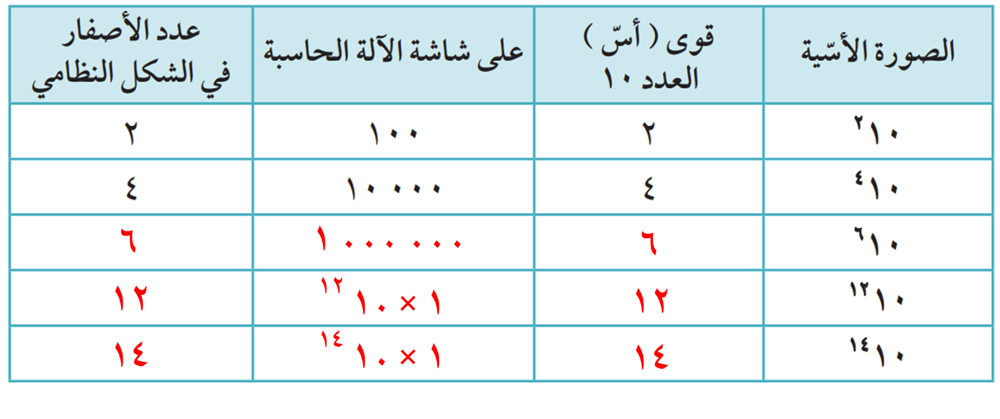 الصورة الأسّية
قوى ( أسّ )
العدد ١٠
على شاشة الآلة الحاسبة
عدد الأصفار
في الشكل النظامي
١٠^٢
٢
١٠٠
٢
١٠^٤
٤
١٠ ٠٠٠
٤
١٠^٦
٦
١ ٠٠٠ ٠٠٠
٦
١٠^١٢
١٢
١ × ١٠^١٢
١٢
١٠^١٤
١٤
١ × ١٠^١٤
١٤